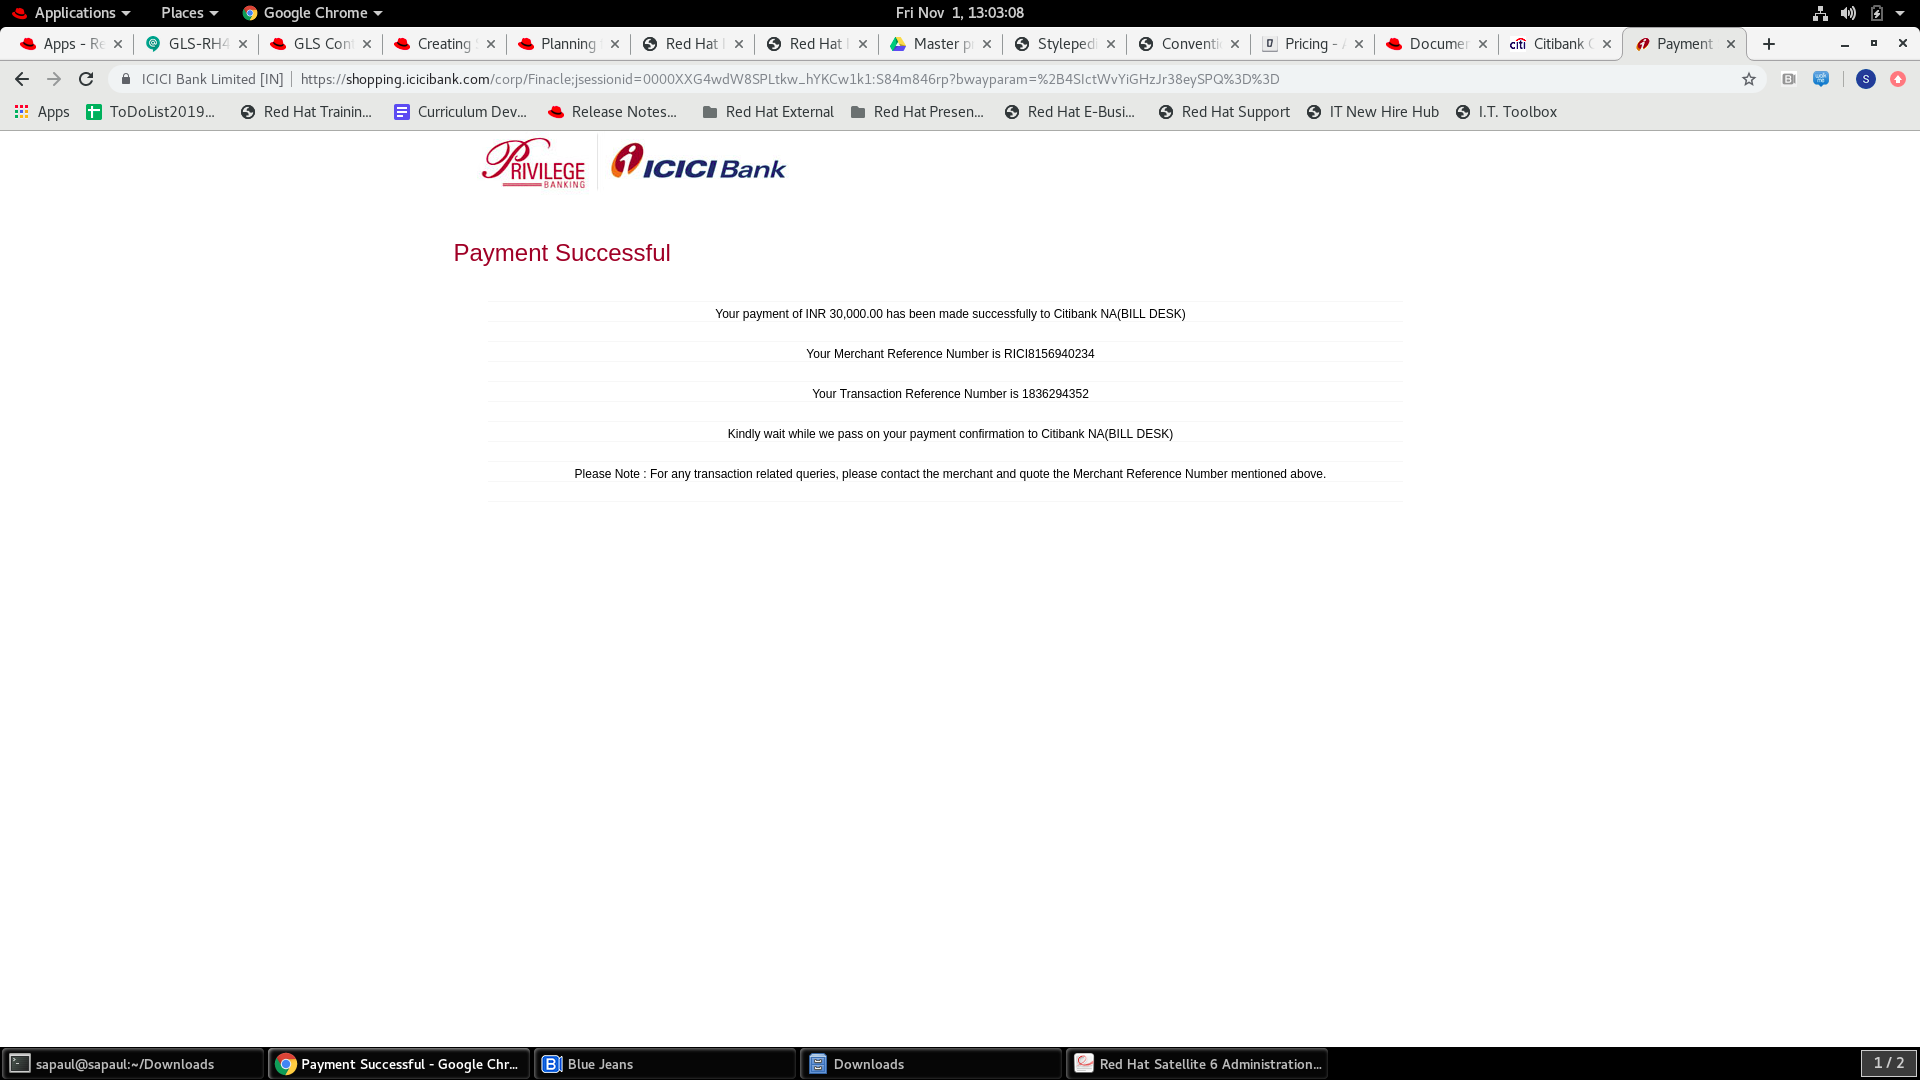 Applications Places Google Chrome Fri Nov 1, 13:03:08
Apps - Re GLS-RH4 GLS Con Creating Planning Red Hat Red Hat Master p Stylepedi Conventi Pricing - Documen Citibank Payment
ICICI Bank Limited [IN] https://shopping.icicibank.com/corp/Finacle;jsessionid=0000XXG4wdW8SPLtkw_hYKCw1k1:S84m846rp?bwayparam=%2B4SIctWvYiGHzJr38eySPQ%3D%3D S
Apps ToDoList2019... Red Hat Trainin... Curriculum Dev... Release Notes... Red Hat External Red Hat Presen... Red Hat E-Busi... Red Hat Support IT New Hire Hub I.T. Toolbox
PRIVILEGE BANKING ICICI Bank
Payment Successful
Your payment of INR 30,000.00 has been made successfully to Citibank NA(BILL DESK)
Your Merchant Reference Number is RICI8156940234
Your Transaction Reference Number is 1836294352
Kindly wait while we pass on your payment confirmation to Citibank NA(BILL DESK)
Please Note : For any transaction related queries, please contact the merchant and quote the Merchant Reference Number mentioned above.
sapaul@sapaul:~/Downloads Payment Successful - Google Chr... Blue Jeans Downloads Red Hat Satellite 6 Administration... 1 / 2